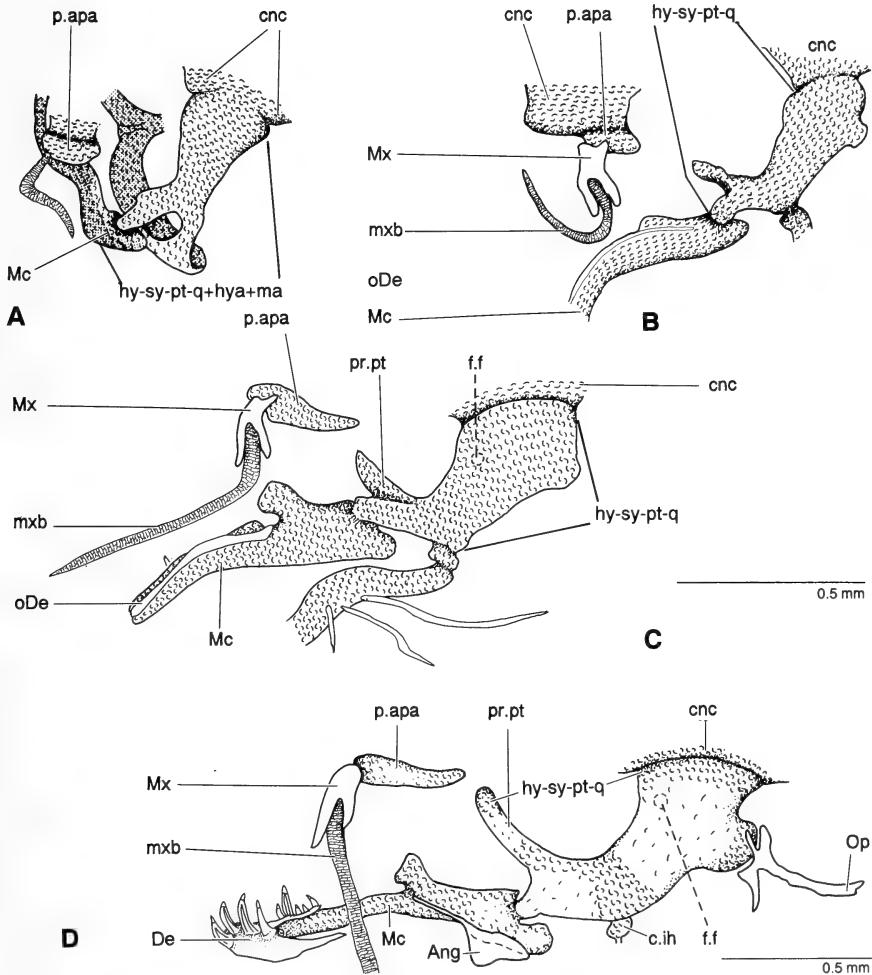 p.apa
cnc
Mc
hy-sy-pt-q+hya+ma
A
cnc
p.apa
hy-sy-pt-q
cnc
Mx
mxb
oDe
Mc
B
p.apa
pr.pt
f.f
cnc
Mx
mxb
hy-sy-pt-q
oDe
Mc
0.5 mm
C
p.apa
pr.pt
cnc
Mx
hy-sy-pt-q
mxb
Op
De
Mc
Ang
c.ih
f.f
D
0.5 mm